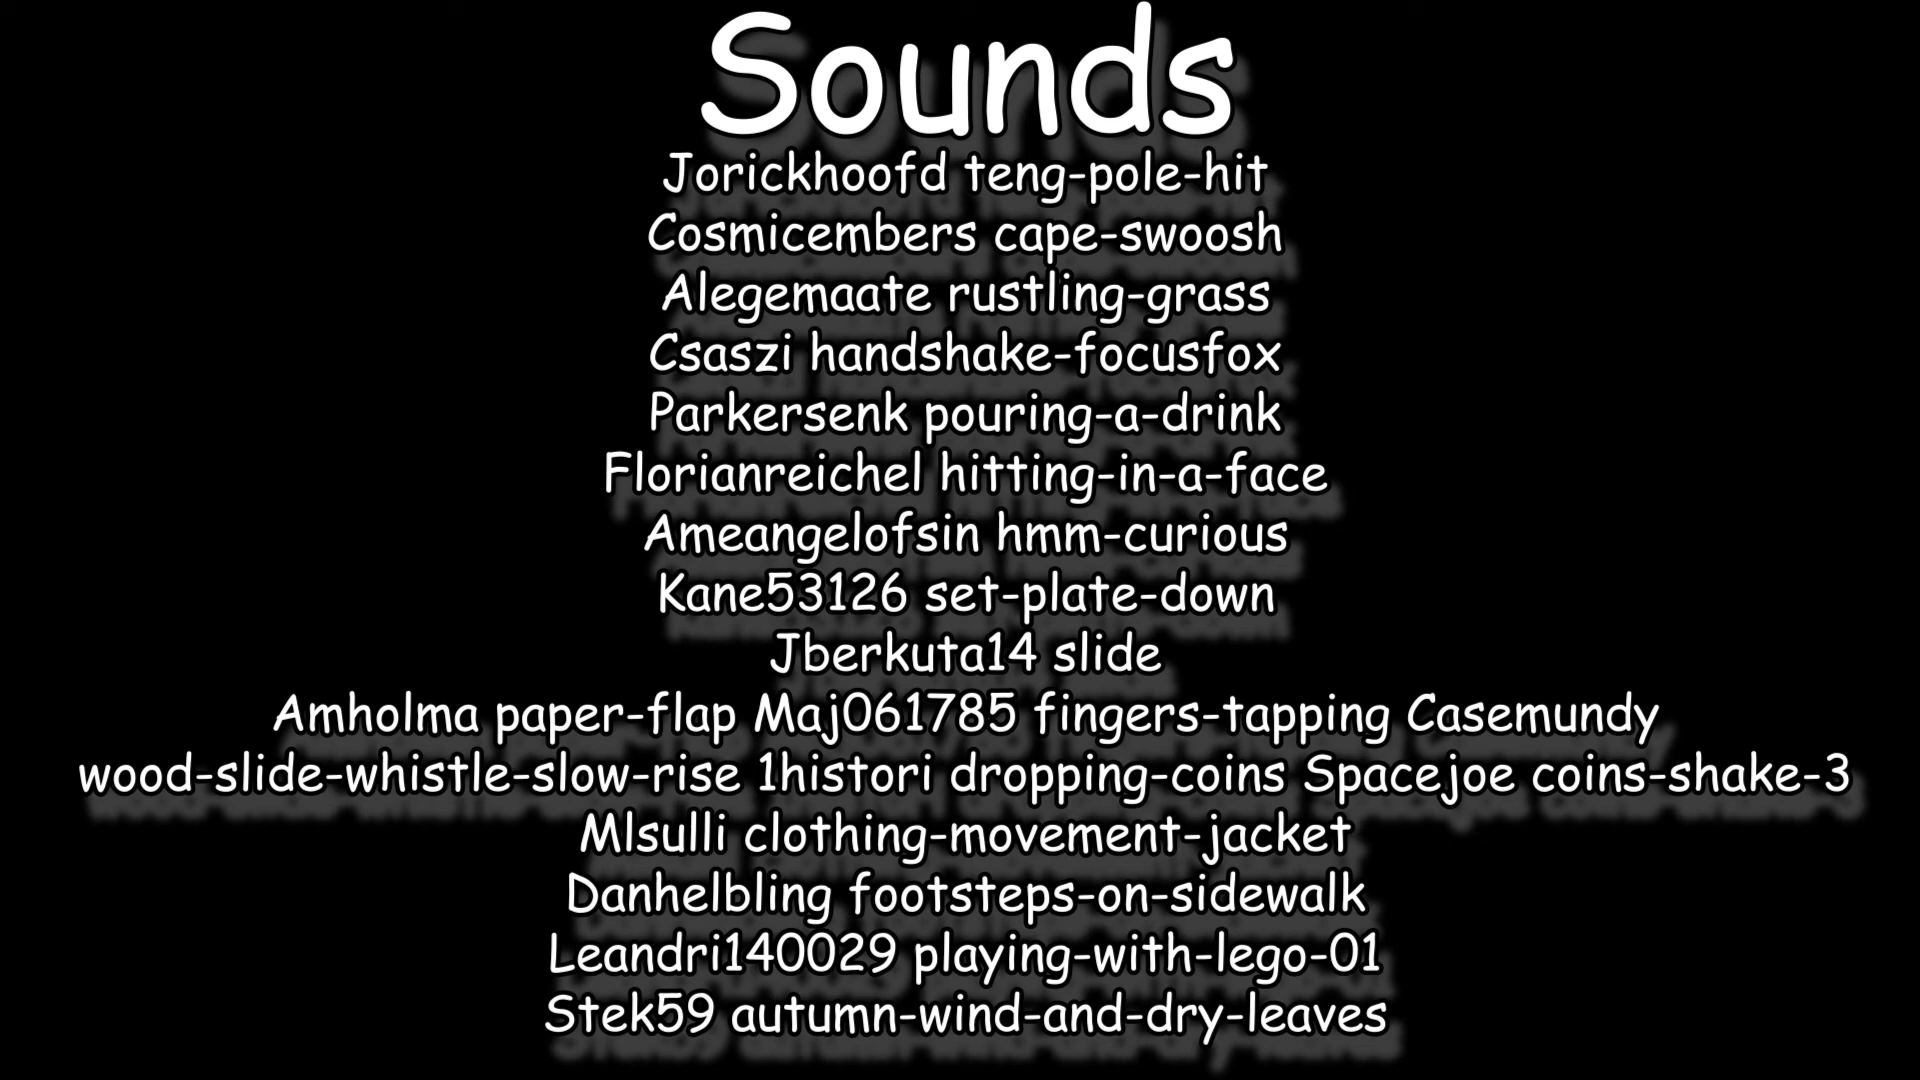 Sounds
Jorickhoofd teng-pole-hit
Cosmicembers cape-swoosh
Alegemaate rustling-grass
Csaszi handshake-focusfox
Parkersenk pouring-a-drink
Florianreichel hitting-in-a-face
Ameangelofsin hmm-curious
Kane53126 set-plate-down
Jberkuta14 slide
Amholma paper-flap Maj061785 fingers-tapping Casemundy
wood-slide-whistle-slow-rise 1histori dropping-coins Spacejoe coins-shake-3
Mlsulli clothing-movement-jacket
Danhelbling footsteps-on-sidewalk
Leandri140029 playing-with-lego-01
Stek59 autumn-wind-and-dry-leaves